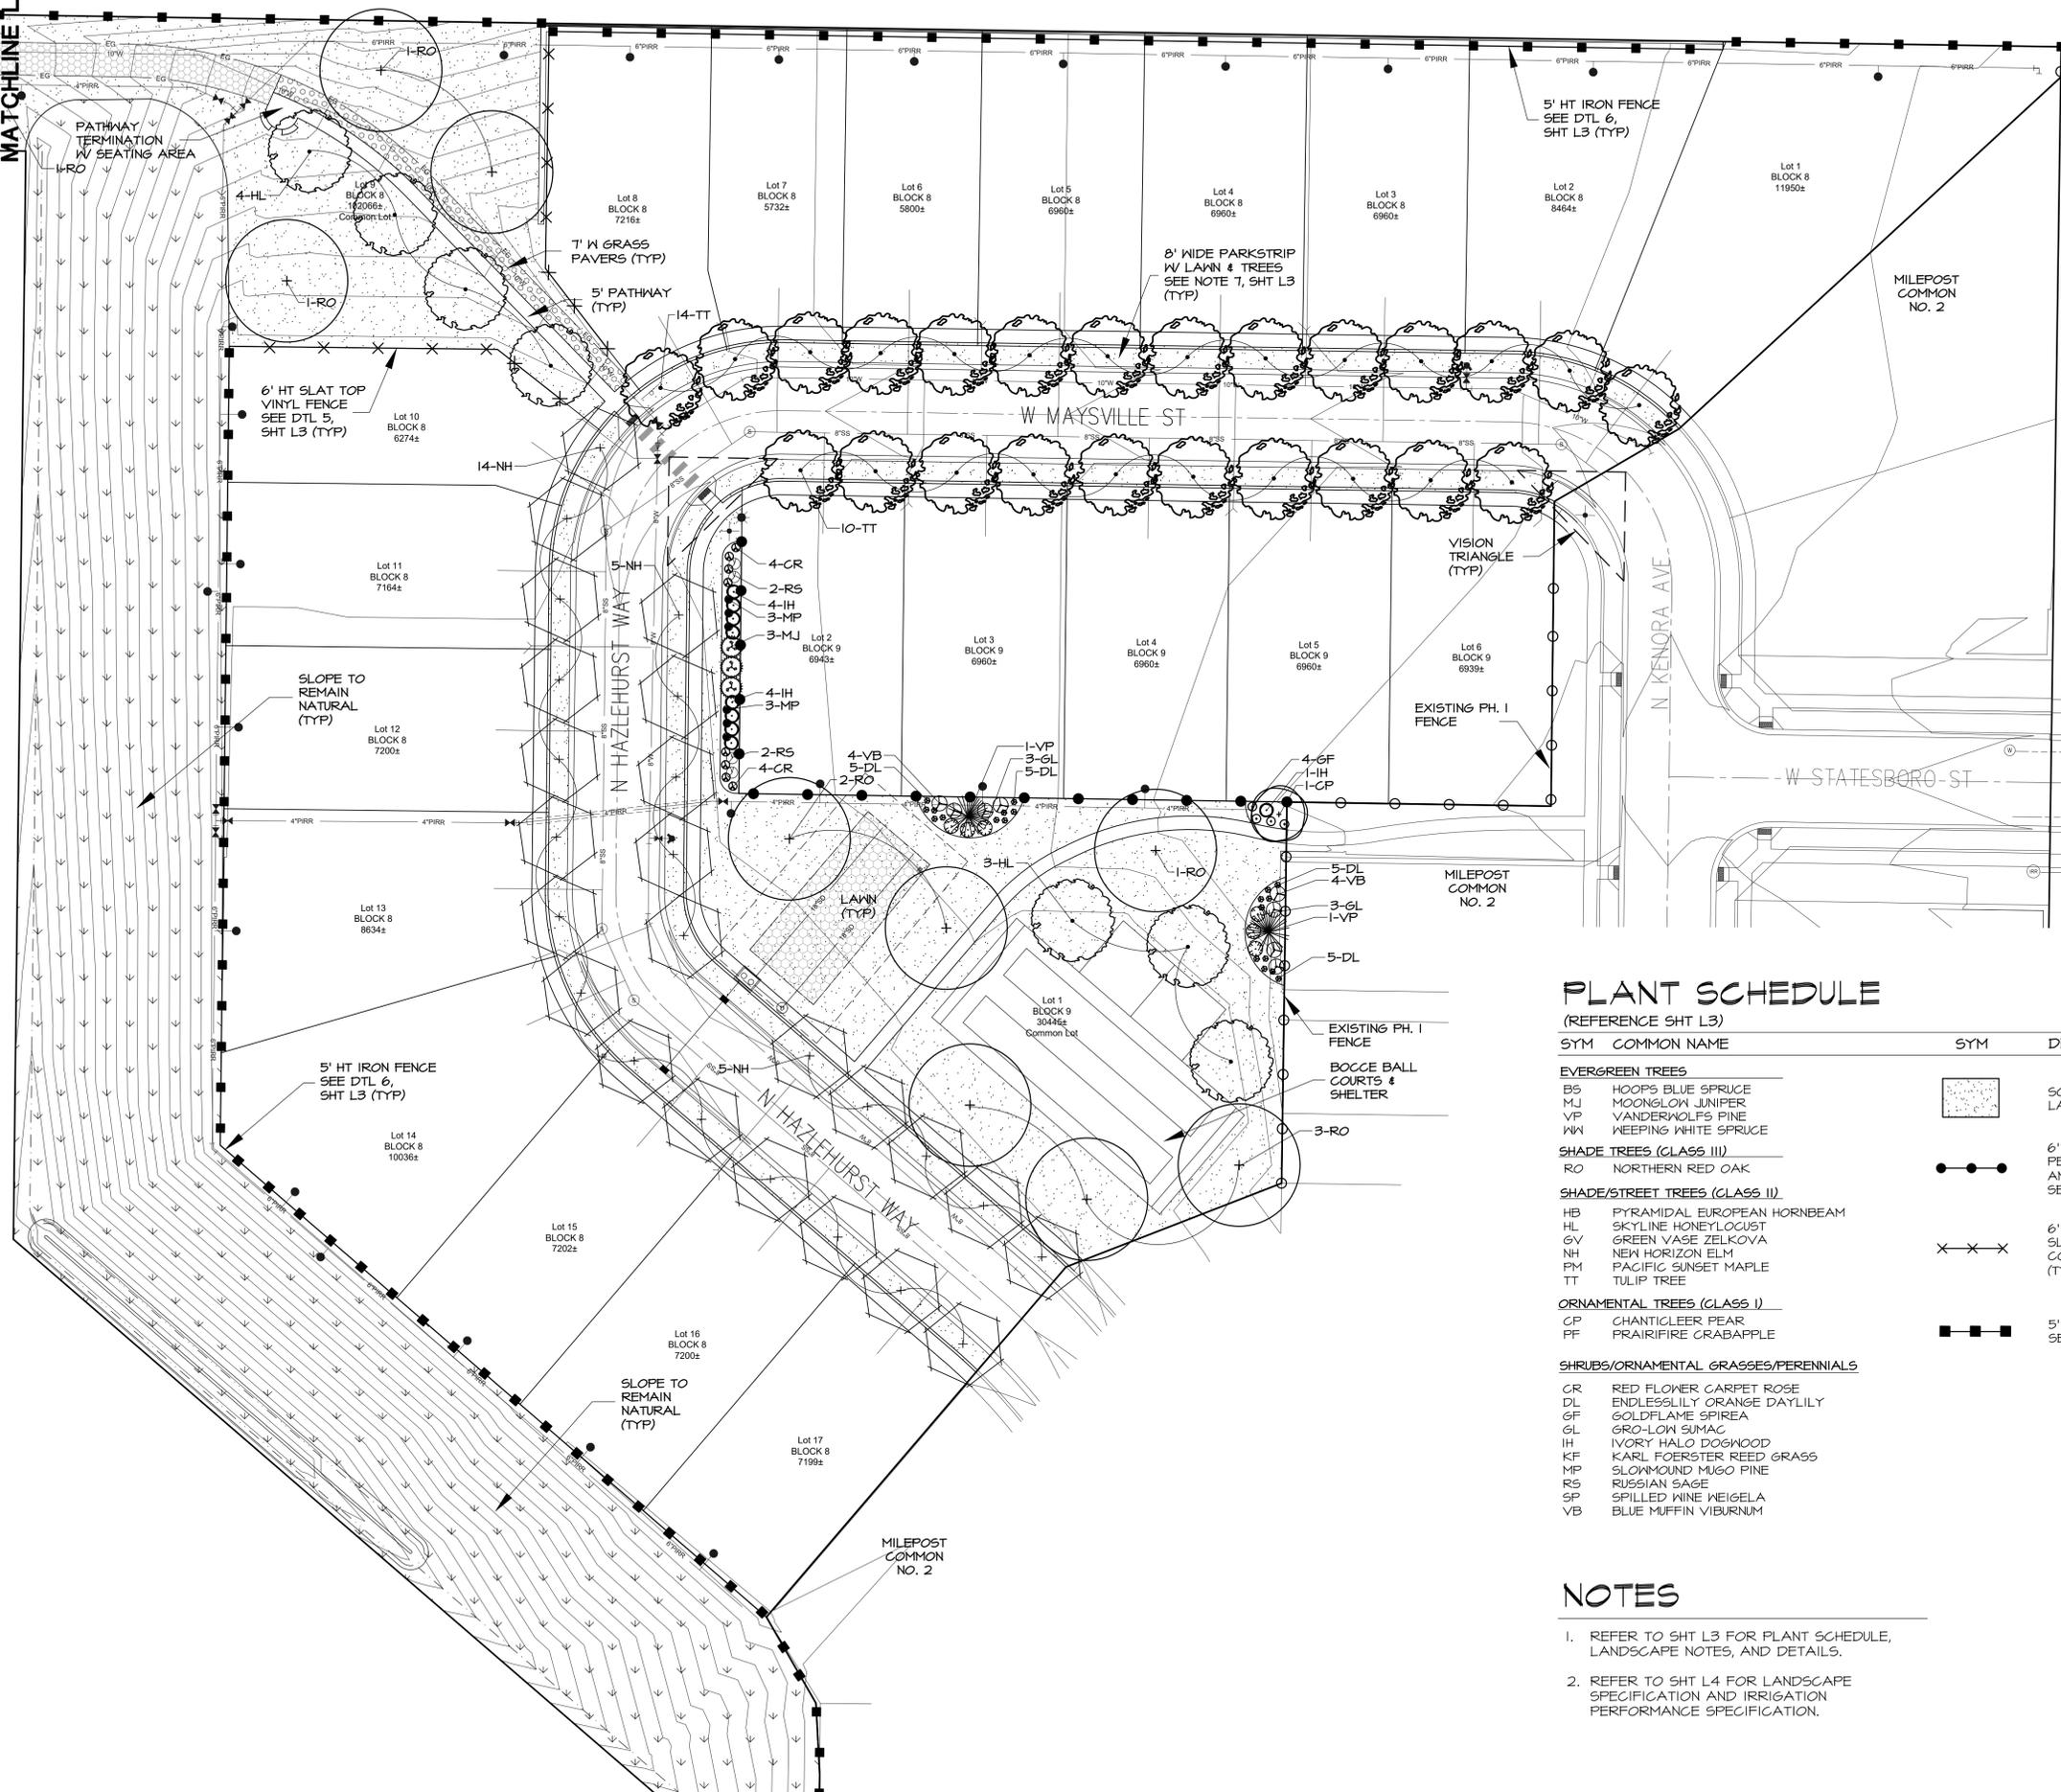 MATCHLINE
1-RO
PATHWAY
TERMINATION
W/ SEATING AREA
1-RO
4-HL
Lot 9
BLOCK 8
102066±
Common Lot
1-RO
7' W GRASS
PAVERS (TYP)
5' PATHWAY
(TYP)
6' HT SLAT TOP
VINYL FENCE
SEE DTL 5,
SHT L3 (TYP)
Lot 8
BLOCK 8
7216±
Lot 7
BLOCK 8
5732±
Lot 6
BLOCK 8
5800±
Lot 5
BLOCK 8
6960±
Lot 4
BLOCK 8
6960±
Lot 3
BLOCK 8
6960±
Lot 2
BLOCK 8
8464±
Lot 1
BLOCK 8
11950±
5' HT IRON FENCE
SEE DTL 6,
SHT L3 (TYP)
8' WIDE PARKSTRIP
W/ LAWN & TREES
SEE NOTE 7, SHT L3
(TYP)
MILEPOST
COMMON
NO. 2
14-TT
W MAYSVILLE ST
14-NH
10-TT
Lot 10
BLOCK 8
6274±
Lot 11
BLOCK 8
7164±
5-NH
N HAZLEHURST WAY
4-CR
2-RS
4-IH
3-MP
3-MJ
4-IH
3-MP
2-RS
4-CR
Lot 2
BLOCK 9
6943±
Lot 3
BLOCK 9
6960±
Lot 4
BLOCK 9
6960±
Lot 5
BLOCK 9
6960±
Lot 6
BLOCK 9
6939±
VISION
TRIANGLE
(TYP)
N KENORA AVE
EXISTING PH. 1
FENCE
W STATESBORO ST
SLOPE TO
REMAIN
NATURAL
(TYP)
Lot 12
BLOCK 8
7200±
4-VB
5-DL
2-RO
1-VP
3-GL
5-DL
4-GF
1-IH
1-CP
4"PIRR
4"PIRR
3-HL
1-RO
5-DL
4-VB
3-GL
1-VP
5-DL
MILEPOST
COMMON
NO. 2
LAWN
(TYP)
18"SD
18"SD
Lot 13
BLOCK 8
8634±
Lot 1
BLOCK 9
30445±
Common Lot
EXISTING PH. 1
FENCE
BOCCE BALL
COURTS &
SHELTER
3-RO
5-NH
N HAZLEHURST WAY
5' HT IRON FENCE
SEE DTL 6,
SHT L3 (TYP)
Lot 14
BLOCK 8
10036±
Lot 15
BLOCK 8
7202±
Lot 16
BLOCK 8
7200±
SLOPE TO
REMAIN
NATURAL
(TYP)
Lot 17
BLOCK 8
7199±
MILEPOST
COMMON
NO. 2
PLANT SCHEDULE
(REFERENCE SHT L3)
SYM COMMON NAME SYM
EVERGREEN TREES
BS HOOPS BLUE SPRUCE
MJ MOONGLOW JUNIPER
VP VANDERWOLFS PINE
WW WEEPING WHITE SPRUCE
SHADE TREES (CLASS III)
RO NORTHERN RED OAK
SHADE/STREET TREES (CLASS II)
HB PYRAMIDAL EUROPEAN HORNBEAM
HL SKYLINE HONEYLOCUST
GV GREEN VASE ZELKOVA
NH NEW HORIZON ELM
PM PACIFIC SUNSET MAPLE
TT TULIP TREE
ORNAMENTAL TREES (CLASS I)
CP CHANTICLEER PEAR
PF PRAIRIFIRE CRABAPPLE
SHRUBS/ORNAMENTAL GRASSES/PERENNIALS
CR RED FLOWER CARPET ROSE
DL ENDLESSLILY ORANGE DAYLILY
GF GOLDFLAME SPIREA
GL GRO-LOW SUMAC
IH IVORY HALO DOGWOOD
KF KARL FOERSTER REED GRASS
MP SLOWMOUND MUGO PINE
RS RUSSIAN SAGE
SP SPILLED WINE WEIGELA
VB BLUE MUFFIN VIBURNUM
6'
6'
5'
NOTES
1. REFER TO SHT L3 FOR PLANT SCHEDULE,
LANDSCAPE NOTES, AND DETAILS.
2. REFER TO SHT L4 FOR LANDSCAPE
SPECIFICATION AND IRRIGATION
PERFORMANCE SPECIFICATION.